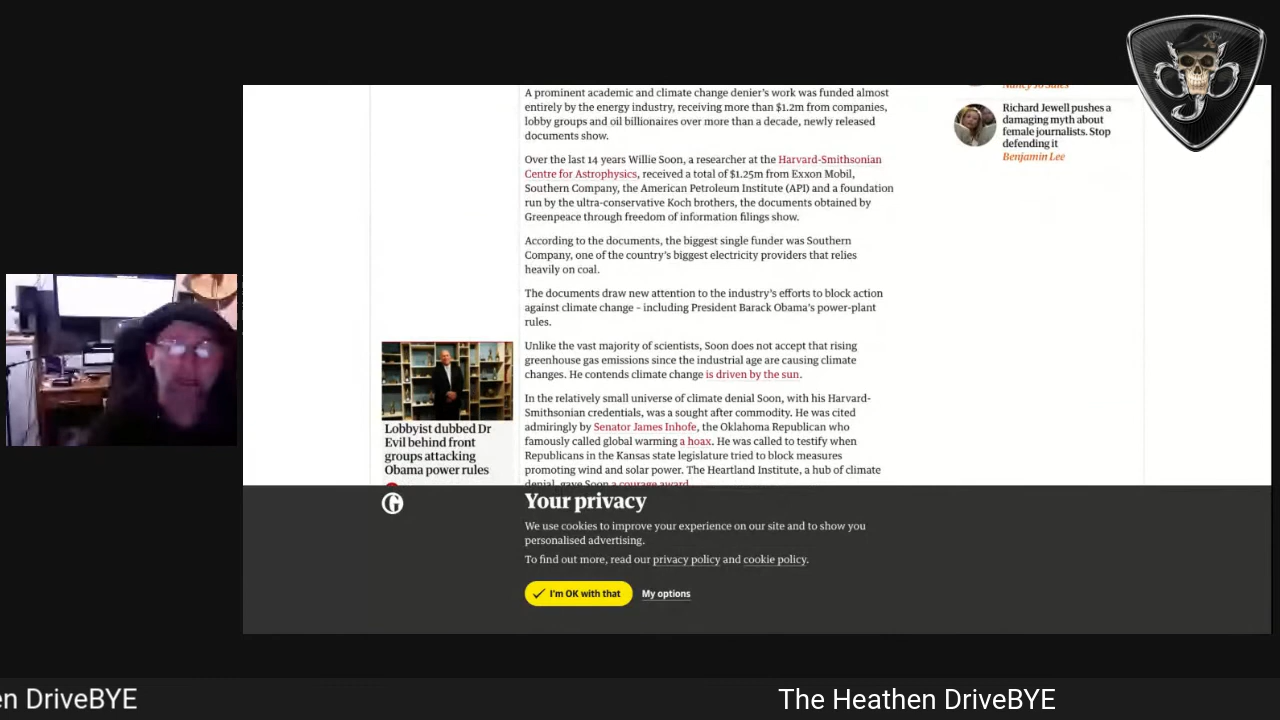 A prominent academic and climate change denier's work was funded almost
entirely by the energy industry, receiving more than $1.2m from companies,
lobby groups and oil billionaires over more than a decade, newly released
documents show.
Over the last 14 years Willie Soon, a researcher at the Harvard-Smithsonian
Centre for Astrophysics, received a total of $1.25m from Exxon Mobil,
Southern Company, the American Petroleum Institute (API) and a foundation
run by the ultra-conservative Koch brothers, the documents obtained by
Greenpeace through freedom of information filings show.
According to the documents, the biggest single funder was Southern
Company, one of the country's biggest electricity providers that relies
heavily on coal.
The documents draw new attention to the industry's efforts to block action
against climate change – including President Barack Obama's power-plant
rules.
Unlike the vast majority of scientists, Soon does not accept that rising
greenhouse gas emissions since the industrial age are causing climate
changes. He contends climate change is driven by the sun.
In the relatively small universe of climate denial Soon, with his Harvard-
Smithsonian credentials, was a sought after commodity. He was cited
admiringly by Senator James Inhofe, the Oklahoma Republican who
famously called global warming a hoax. He was called to testify when
Republicans in the Kansas state legislature tried to block measures
promoting wind and solar power. The Heartland Institute, a hub of climate
denial, gave Soon a courage award.
Lobbyist dubbed Dr
Evil behind front
groups attacking
Obama power rules
Nancy Jo Sales
Richard Jewell pushes a
damaging myth about
female journalists. Stop
defending it
Benjamin Lee
Your privacy
We use cookies to improve your experience on our site and to show you
personalised advertising.
To find out more, read our privacy policy and cookie policy.
I'm OK with that
My options
en DriveBYE
The Heathen DriveBYE